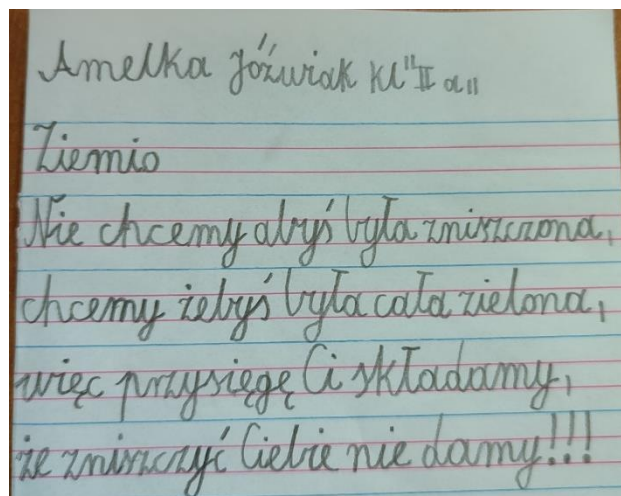 Amelka Jóźwiak kl "II a"
Ziemio
Nie chcemy abyś była zniszczona,
chcemy żebyś była cała zielona,
więc przysięgę Ci składamy,
że zniszczyć Ciebie nie damy!!!